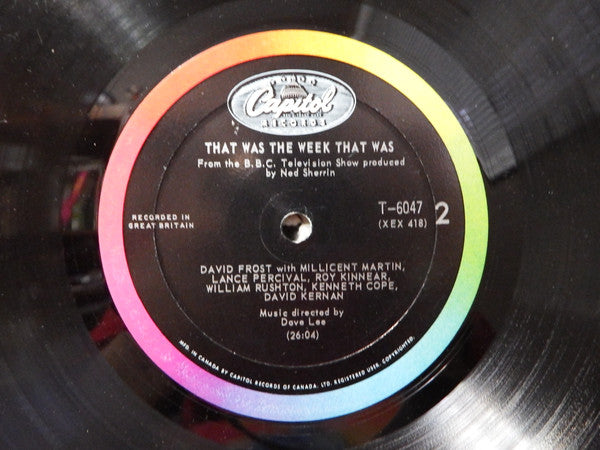 Capitol
RECORDS
THAT WAS THE WEEK THAT WAS
From the B.B.C. Television Show produced
by Ned Sherrin
RECORDED IN
GREAT BRITAIN
T-6047
(XEX 418)
2
DAVID FROST with MILLICENT MARTIN,
LANCE PERCIVAL, ROY KINNEAR,
WILLIAM RUSHTON, KENNETH COPE,
DAVID KERNAN
Music directed by
Dave Lee
(26:04)
MFD. IN CANADA BY CAPITOL RECORDS OF CANADA, LTD. REGISTERED USER. COPYRIGHTED.